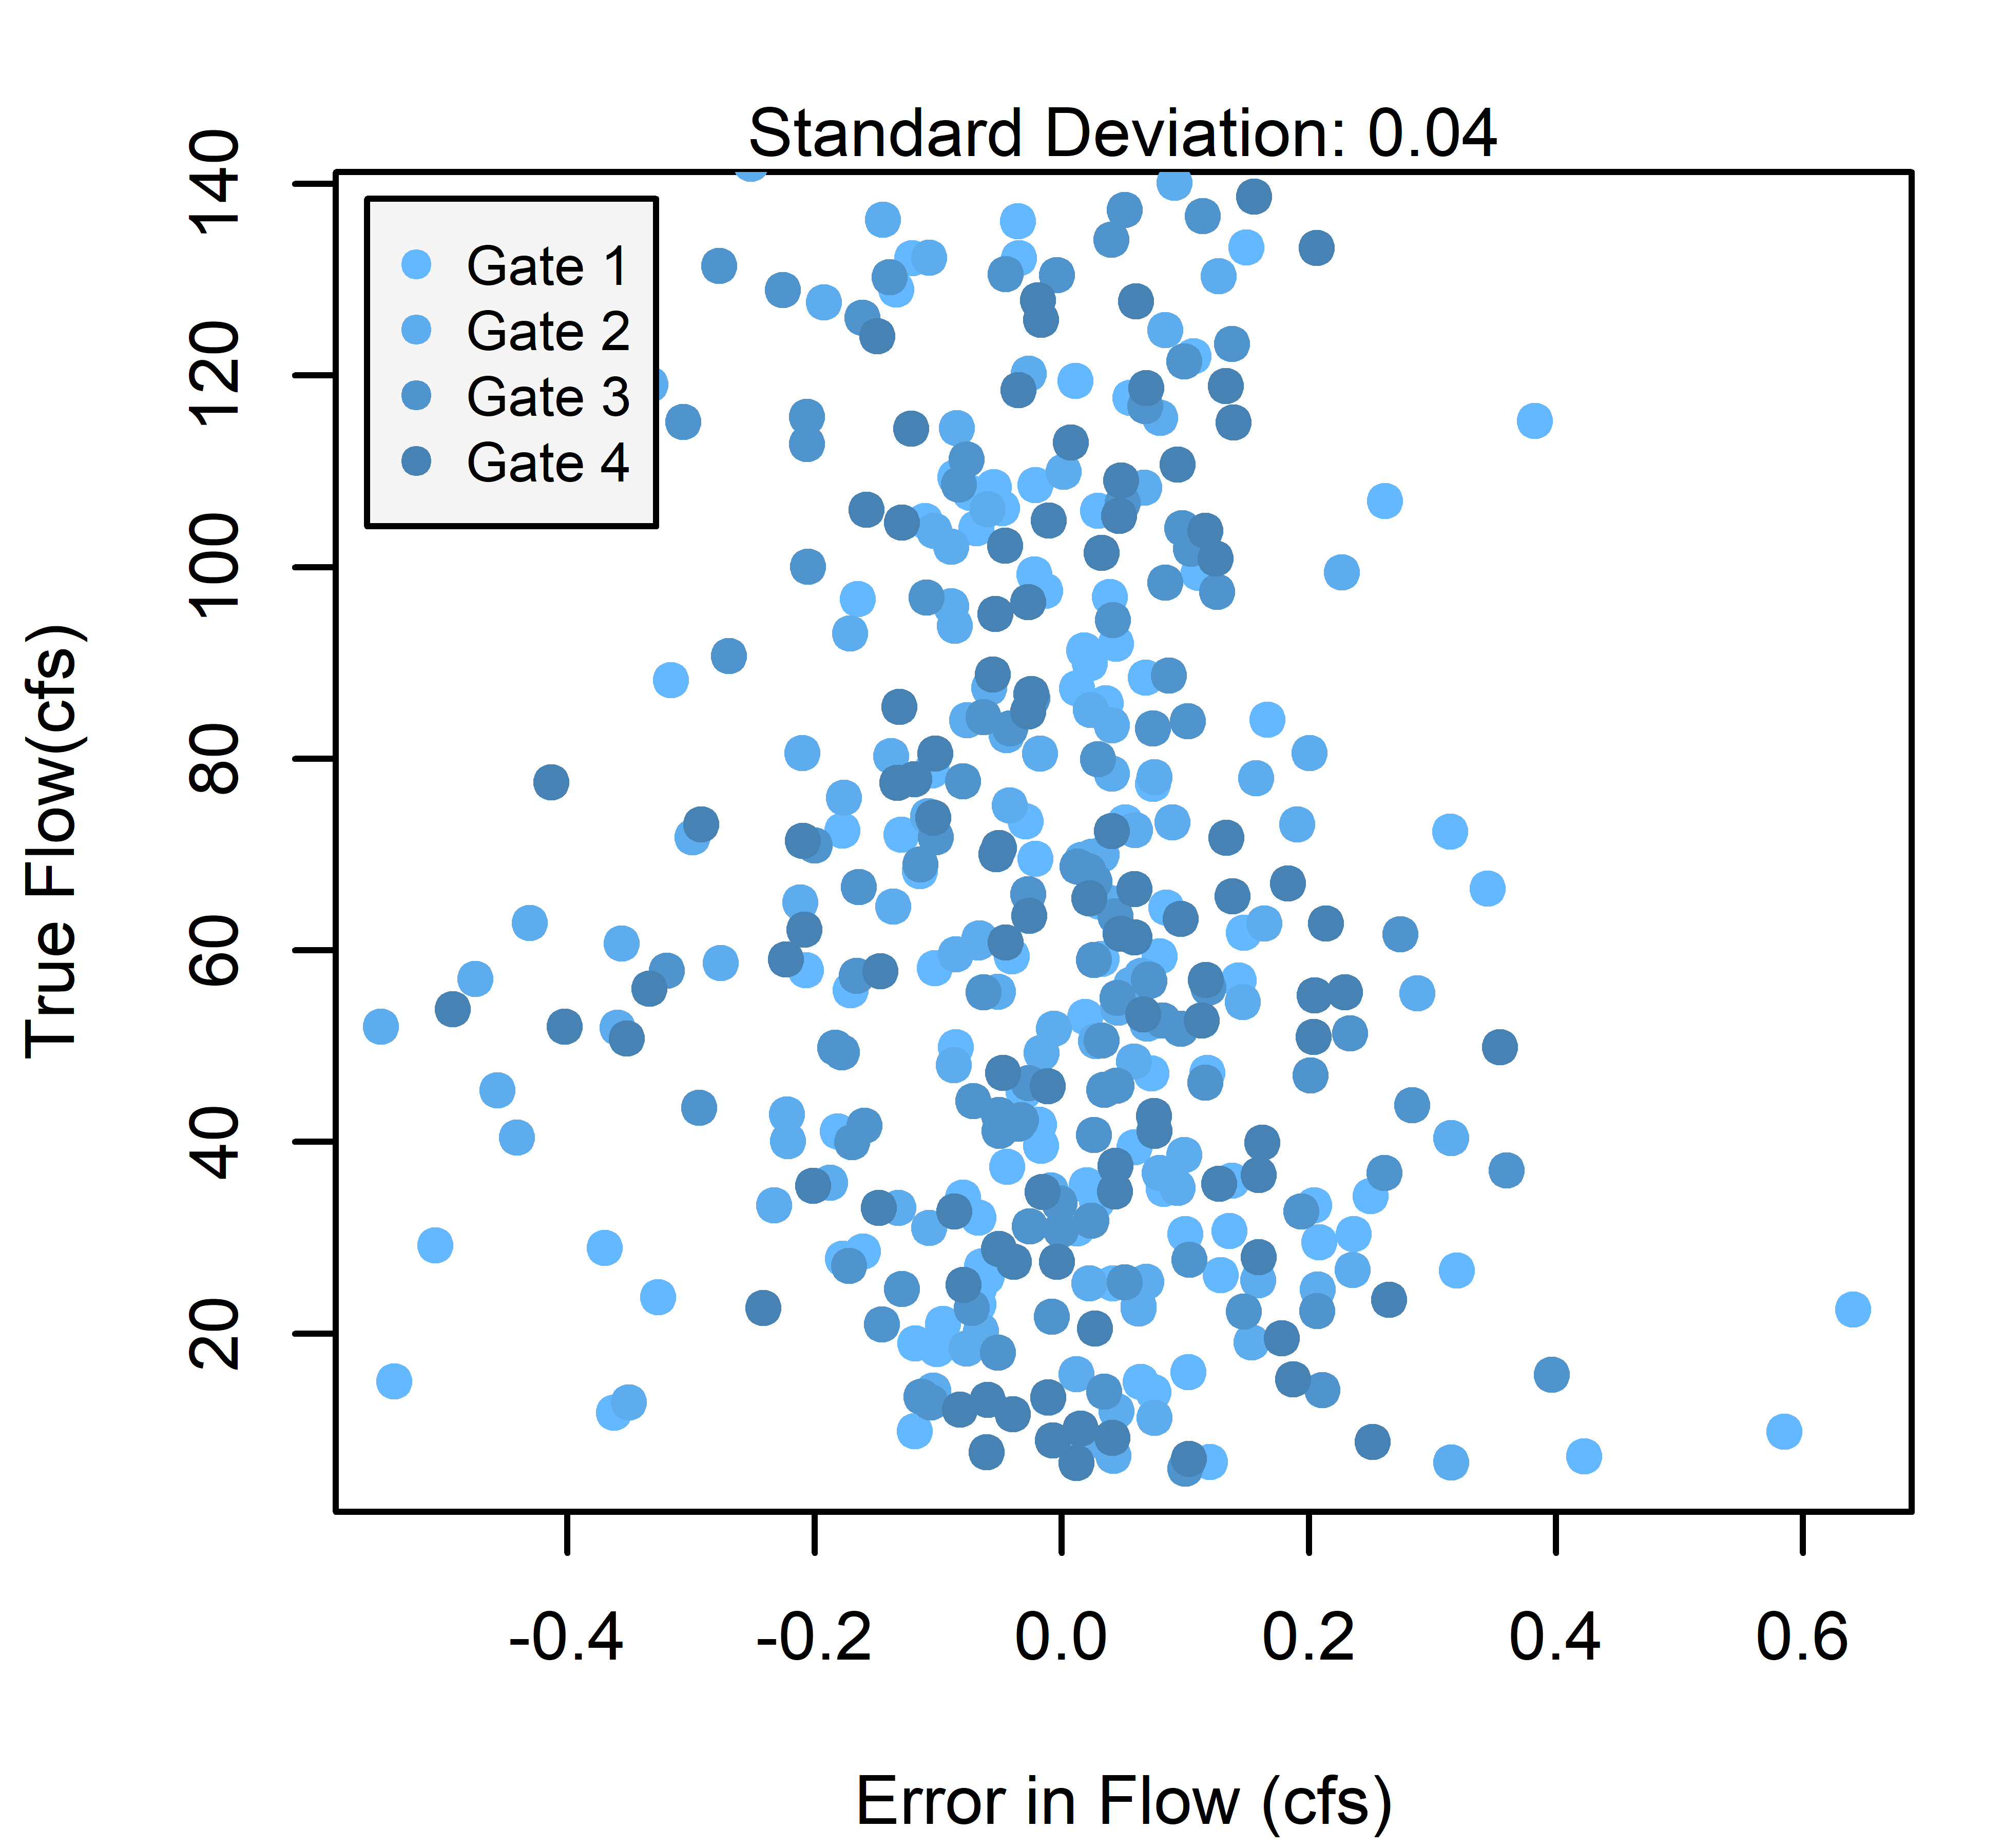 Standard Deviation: 0.04
140
120
100
80
60
40
20
True Flow(cfs)
Gate 1
Gate 2
Gate 3
Gate 4
-0.4 -0.2 0.0 0.2 0.4 0.6
Error in Flow (cfs)